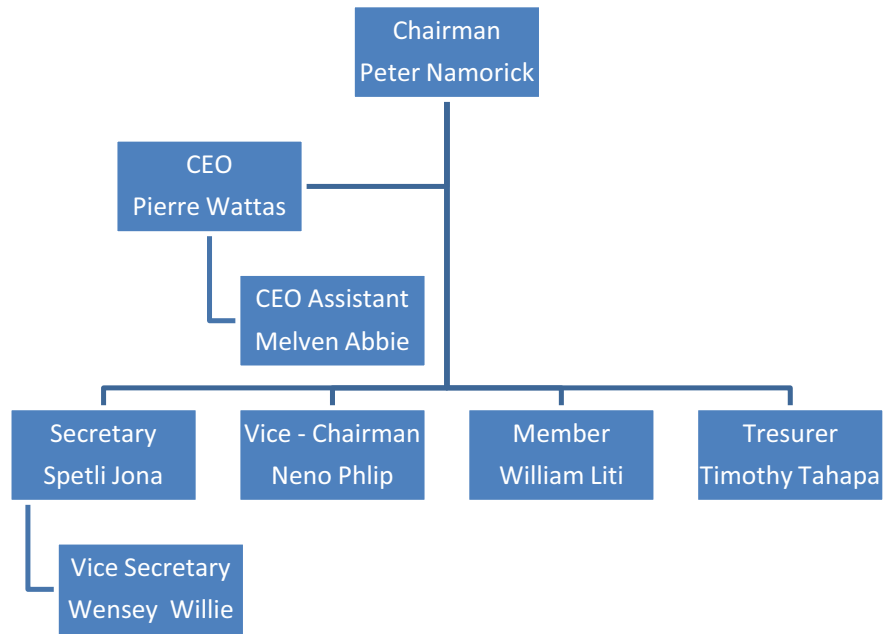 Chairman
Peter Namorick
CEO
Pierre Wattas
CEO Assistant
Melven Abbie
Secretary
Spetli Jona
Vice - Chairman
Neno Phlip
Member
William Liti
Tresurer
Timothy Tahapa
Vice Secretary
Wensey  Willie